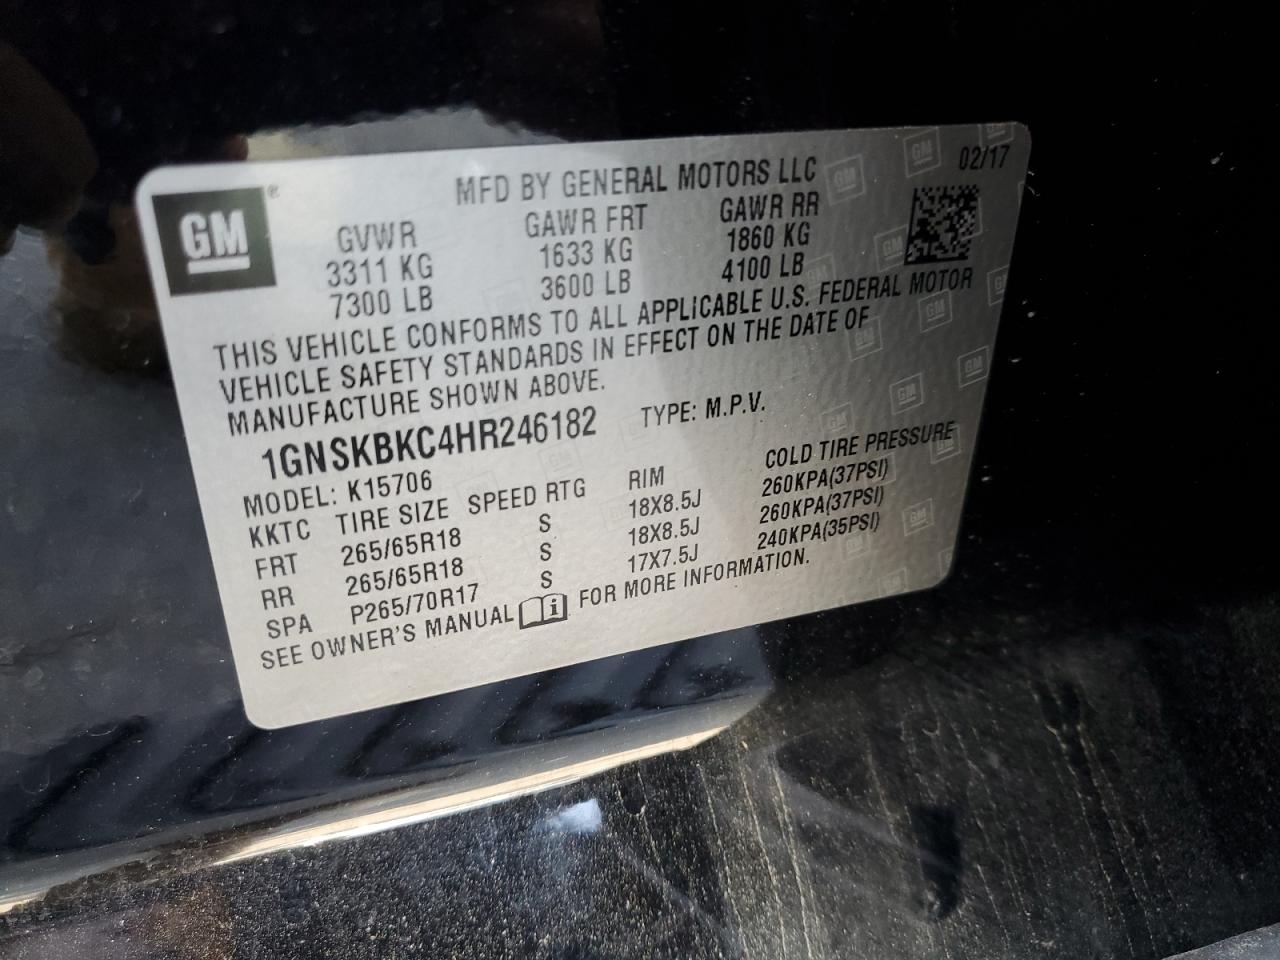 GM®
MFD BY GENERAL MOTORS LLC
02/17
GVWR GAWR FRT GAWR RR
3311 KG 1633 KG 1860 KG
7300 LB 3600 LB 4100 LB
THIS VEHICLE CONFORMS TO ALL APPLICABLE U.S. FEDERAL MOTOR
VEHICLE SAFETY STANDARDS IN EFFECT ON THE DATE OF
MANUFACTURE SHOWN ABOVE.
1GNSKBKC4HR246182 TYPE: M.P.V.
MODEL: K15706
KKTC TIRE SIZE SPEED RTG RIM COLD TIRE PRESSURE
FRT 265/65R18 S 18X8.5J 260KPA(37PSI)
RR 265/65R18 S 18X8.5J 260KPA(37PSI)
SPA P265/70R17 S 17X7.5J 240KPA(35PSI)
SEE OWNER'S MANUAL i FOR MORE INFORMATION.